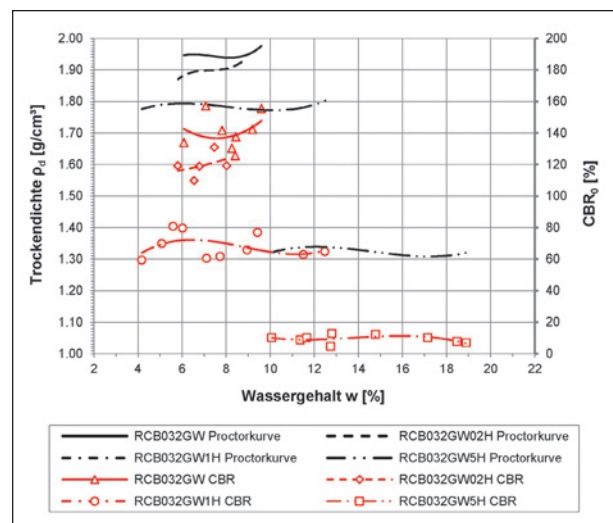 2.00 200
1.90 180
1.80 160
1.70 140
1.60 120
1.50 100
1.40 80
1.30 60
1.20 40
1.10 20
1.00 0
Trockendichte ρd [g/cm³]
CBR0 [%]
2 4 6 8 10 12 14 16 18 20 22
Wassergehalt w [%]
RCB032GW Proctorkurve RCB032GW02H Proctorkurve
RCB032GW1H Proctorkurve RCB032GW5H Proctorkurve
RCB032GW CBR RCB032GW02H CBR
RCB032GW1H CBR RCB032GW5H CBR